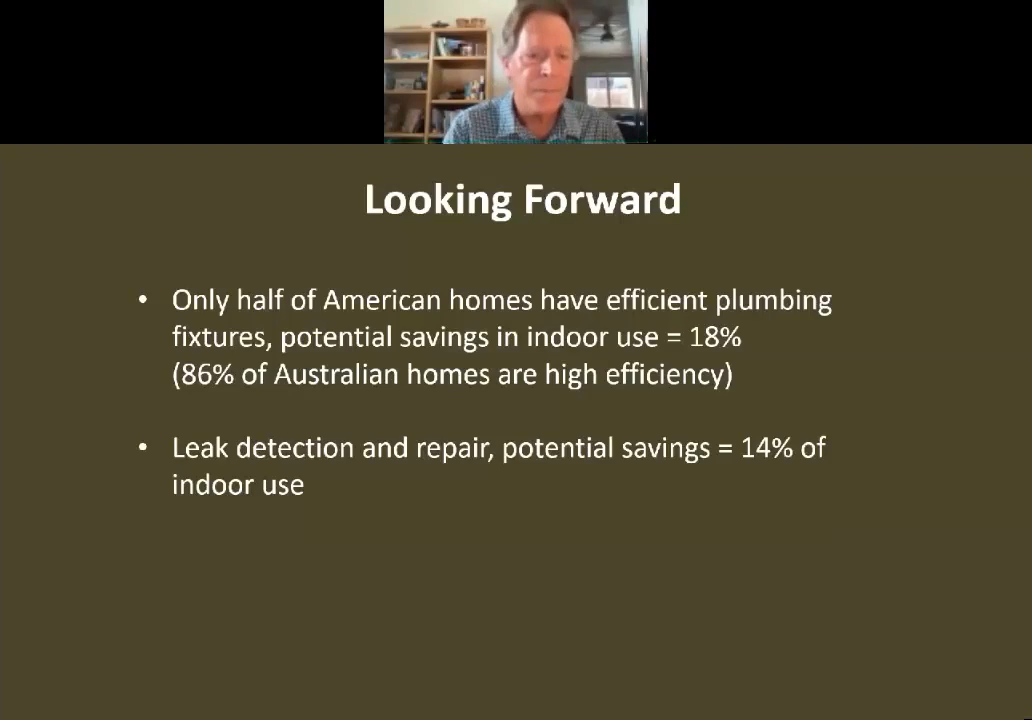 Looking Forward
• Only half of American homes have efficient plumbing
fixtures, potential savings in indoor use = 18%
(86% of Australian homes are high efficiency)
• Leak detection and repair, potential savings = 14% of
indoor use